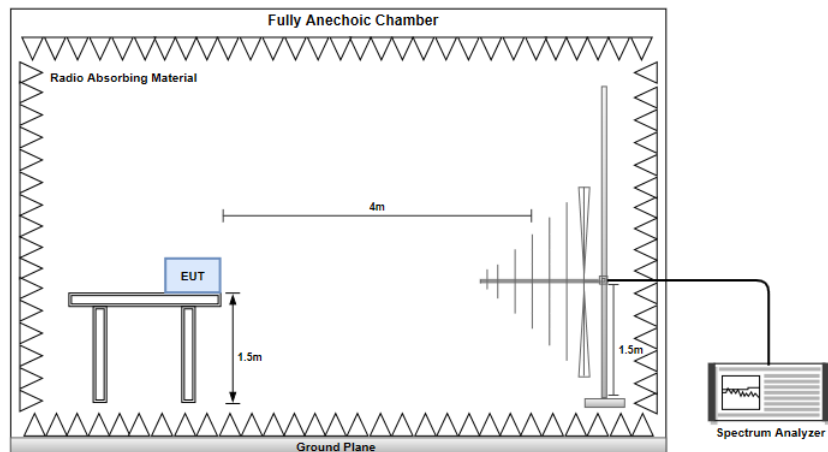 Fully Anechoic Chamber
Radio Absorbing Material
4m
EUT
1.5m
1.5m
Spectrum Analyzer
Ground Plane